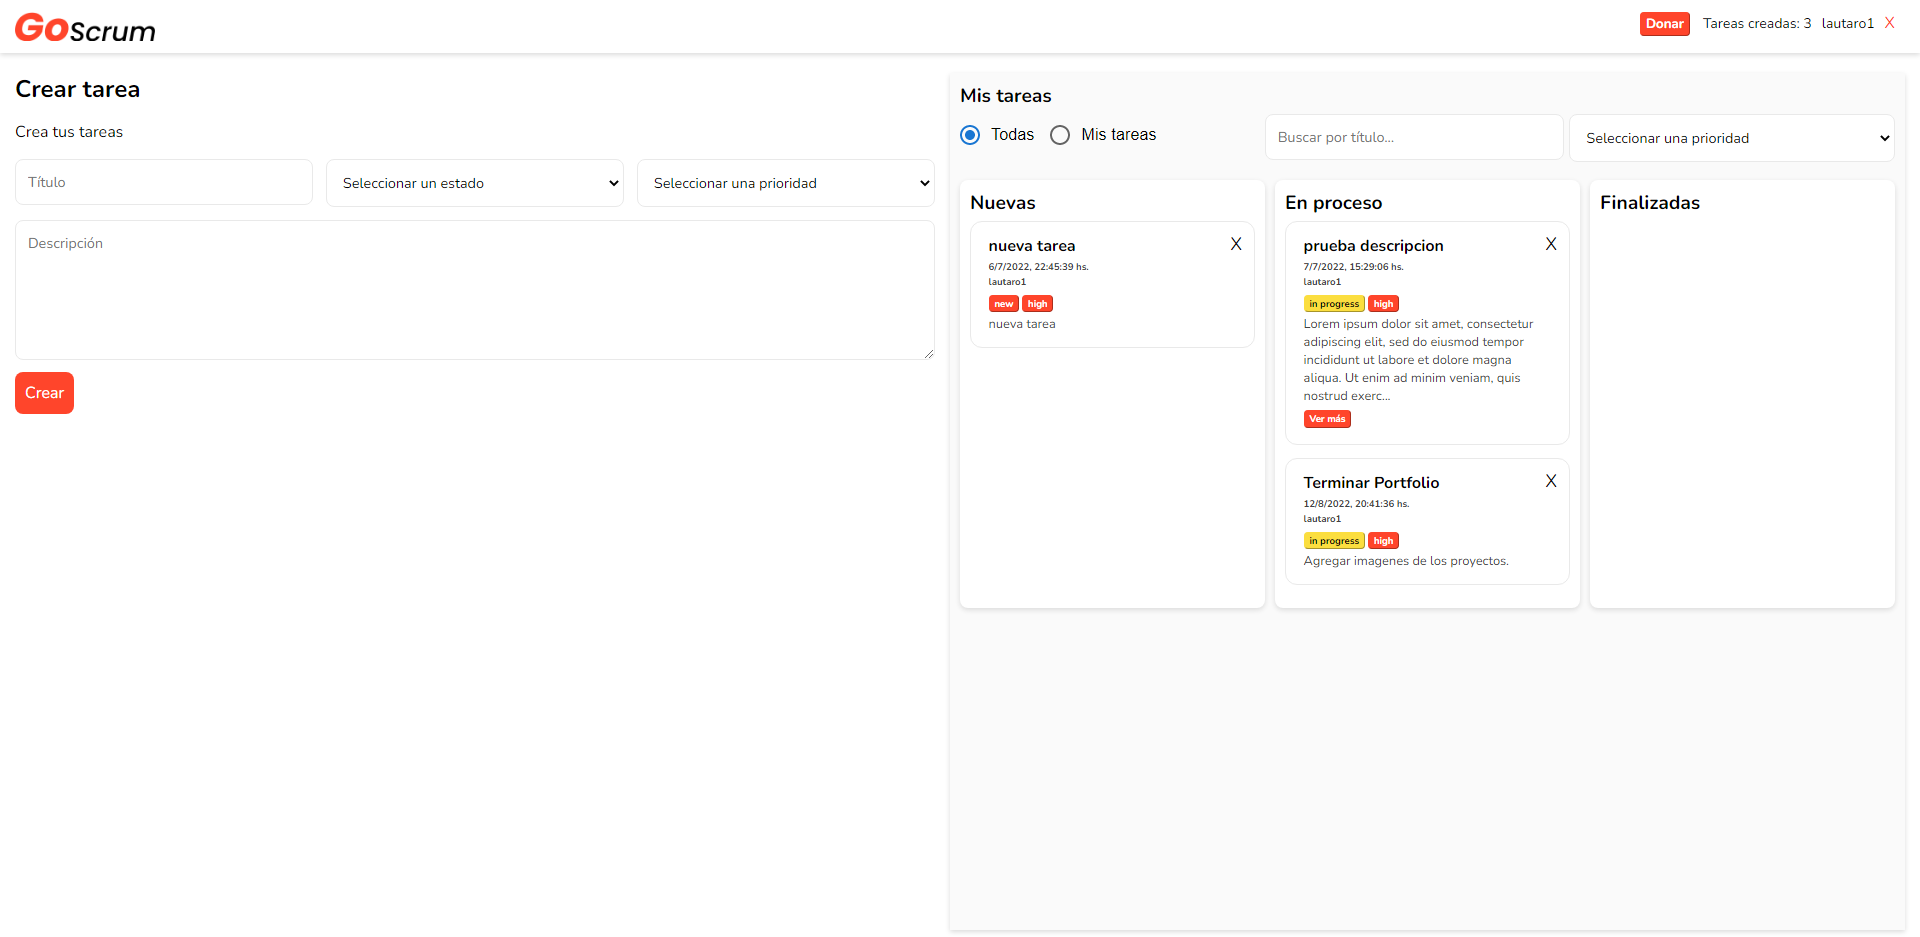 GoScrum
Donar Tareas creadas: 3 lautaro1 X
Crear tarea
Crea tus tareas
Título
Seleccionar un estado
Seleccionar una prioridad
Descripción
Crear
Mis tareas
Todas Mis tareas
Buscar por título...
Seleccionar una prioridad
Nuevas
nueva tarea X
6/7/2022, 22:45:39 hs.
lautaro1
new high
nueva tarea
En proceso
prueba descripcion X
7/7/2022, 15:29:06 hs.
lautaro1
in progress high
Lorem ipsum dolor sit amet, consectetur
adipiscing elit, sed do eiusmod tempor
incididunt ut labore et dolore magna
aliqua. Ut enim ad minim veniam, quis
nostrud exerc...
Ver más
Terminar Portfolio X
12/8/2022, 20:41:36 hs.
lautaro1
in progress high
Agregar imagenes de los proyectos.
Finalizadas